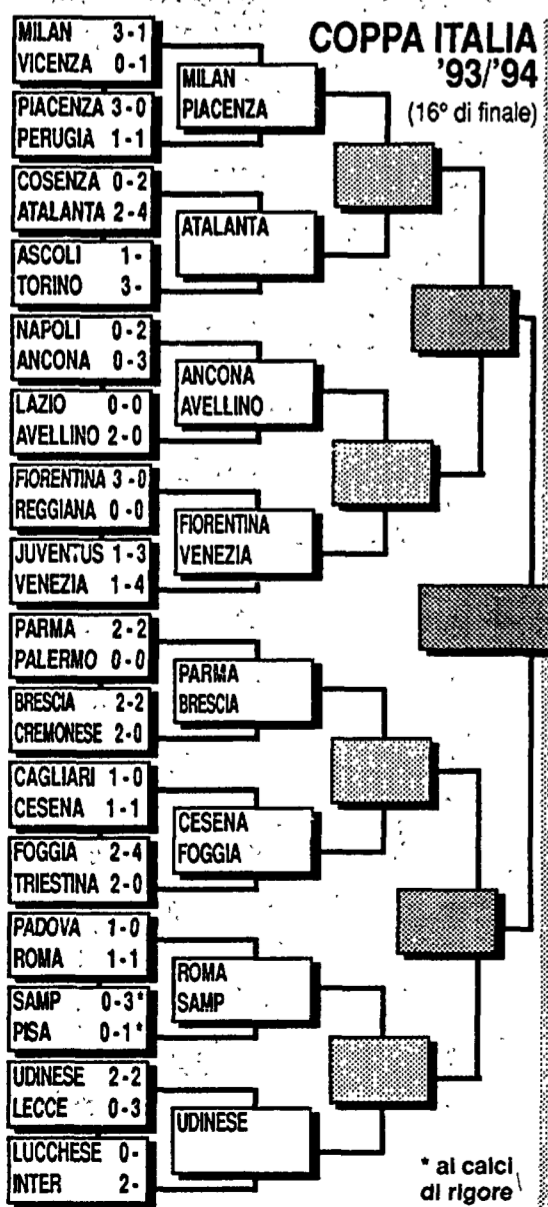 COPPA ITALIA
'93/'94
(16° di finale)
MILAN 3-1
VICENZA 0-1
PIACENZA 3-0
PERUGIA 1-1
COSENZA 0-2
ATALANTA 2-4
ASCOLI 1-
TORINO 3-
NAPOLI 0-2
ANCONA 0-3
LAZIO 0-0
AVELLINO 2-0
FIORENTINA 3-0
REGGIANA 0-0
JUVENTUS 1-3
VENEZIA 1-4
PARMA 2-2
PALERMO 0-0
BRESCIA 2-2
CREMONESE 2-0
CAGLIARI 1-0
CESENA 1-1
FOGGIA 2-4
TRIESTINA 2-0
PADOVA 1-0
ROMA 1-1
SAMP 0-3*
PISA 0-1*
UDINESE 2-2
LECCE 0-3
LUCCHESE 0-
INTER 2-
MILAN
PIACENZA
ATALANTA
ANCONA
AVELLINO
FIORENTINA
VENEZIA
PARMA
BRESCIA
CESENA
FOGGIA
ROMA
SAMP
UDINESE
* ai calci
di rigore